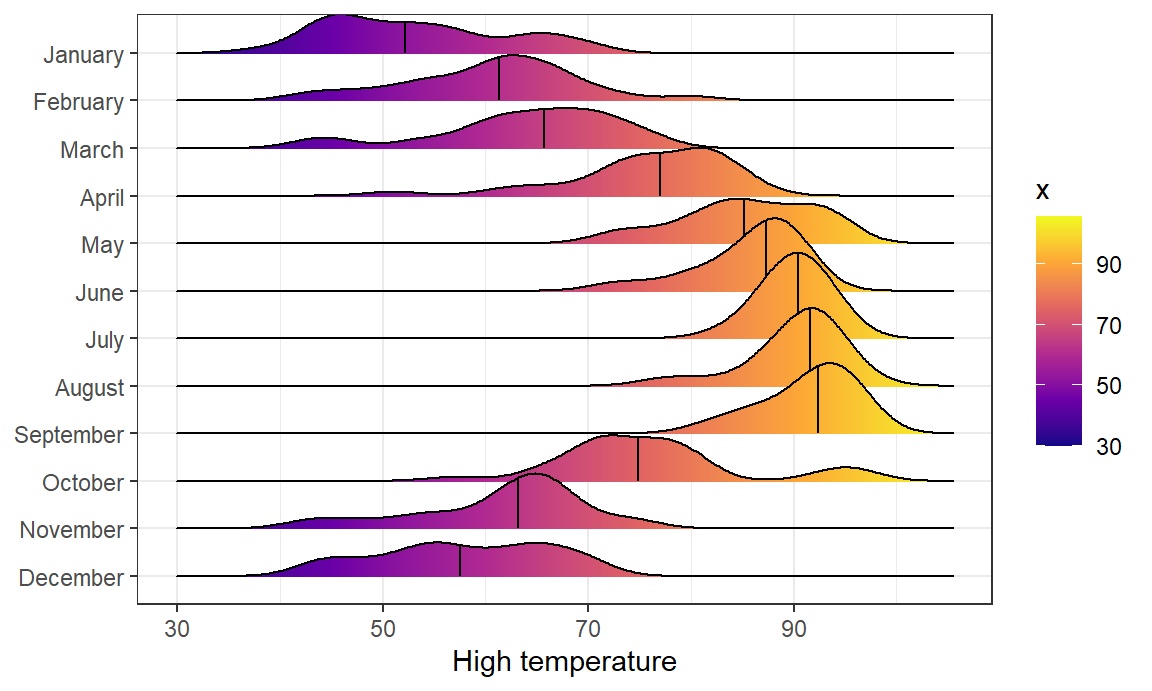 January
February
March
April
May
June
July
August
September
October
November
December
30 50 70 90
High temperature
x
90
70
50
30